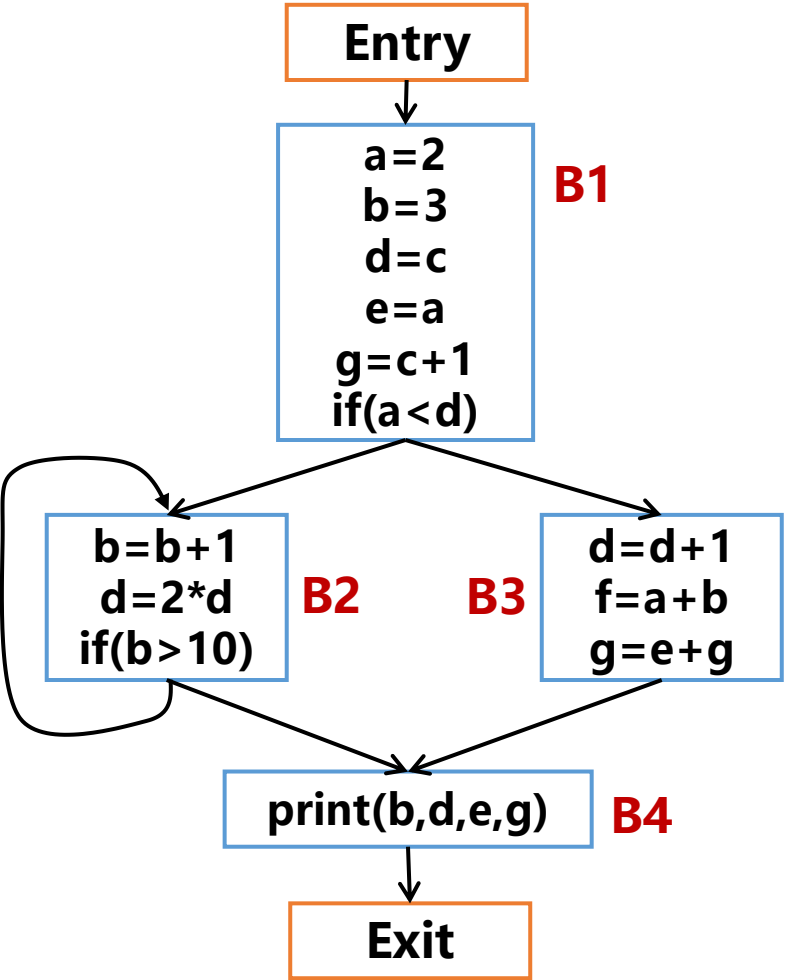 Entry
a=2
b=3
d=c
e=a
g=c+1
if(a<d)
B1
b=b+1
d=2*d
if(b>10)
B2
B3
d=d+1
f=a+b
g=e+g
print(b,d,e,g)
B4
Exit